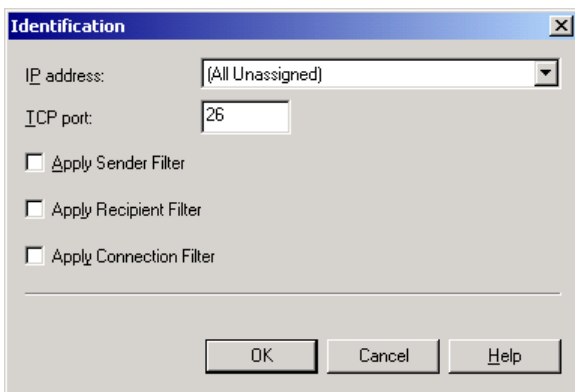 Identification
IP address: (All Unassigned)
TCP port: 26
Apply Sender Filter
Apply Recipient Filter
Apply Connection Filter
OK Cancel Help